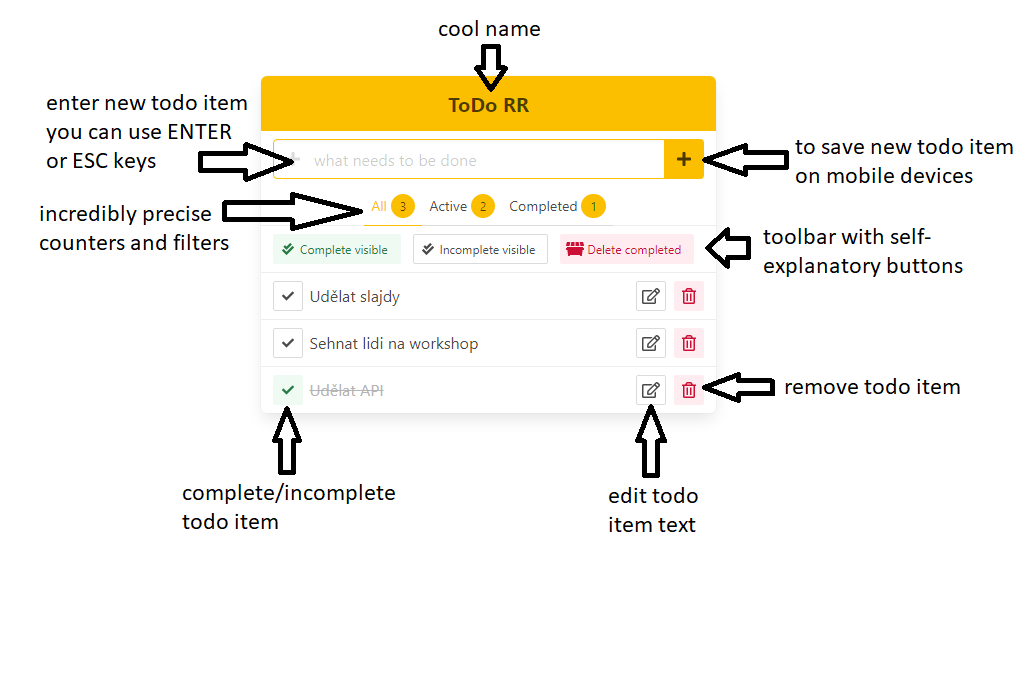 cool name
enter new todo item
you can use ENTER
or ESC keys
ToDo RR
what needs to be done
to save new todo item
on mobile devices
incredibly precise
counters and filters
All 3 Active 2 Completed 1
Complete visible Incomplete visible Delete completed
toolbar with self-
explanatory buttons
Udělat slajdy
Sehnat lidi na workshop
Udělat API
remove todo item
complete/incomplete
todo item
edit todo
item text